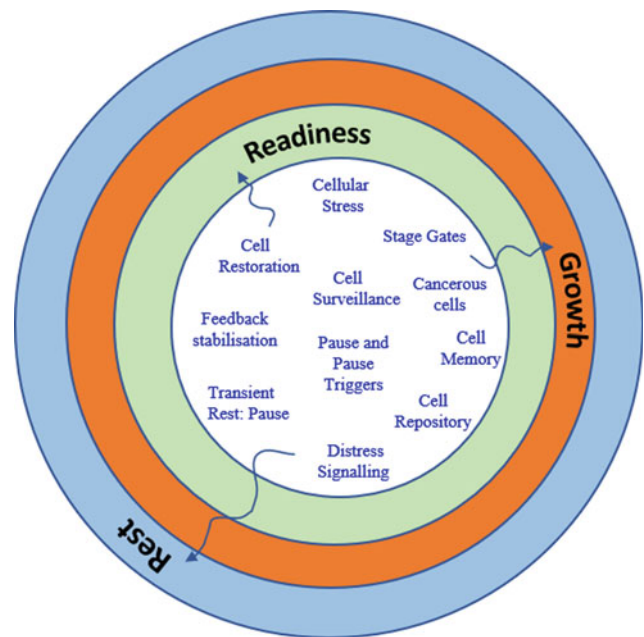 Readiness
Cellular
Stress
Stage Gates
Growth
Cell
Restoration
Cell
Surveillance
Cancerous
cells
Feedback
stabilisation
Pause and
Pause
Triggers
Cell
Memory
Transient
Rest: Pause
Cell
Repository
Distress
Signalling
Rest